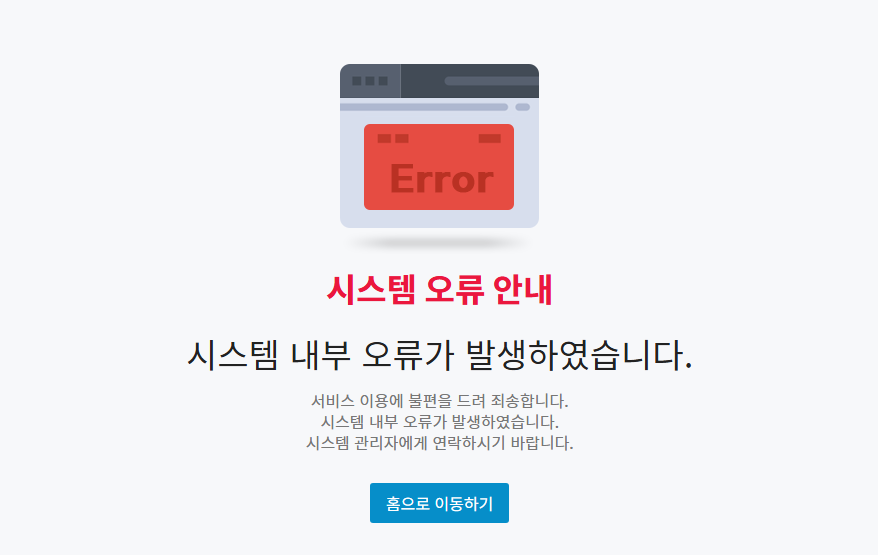 Error
시스템 오류 안내
시스템 내부 오류가 발생하였습니다.
서비스 이용에 불편을 드려 죄송합니다.
시스템 내부 오류가 발생하였습니다.
시스템 관리자에게 연락하시기 바랍니다.
홈으로 이동하기